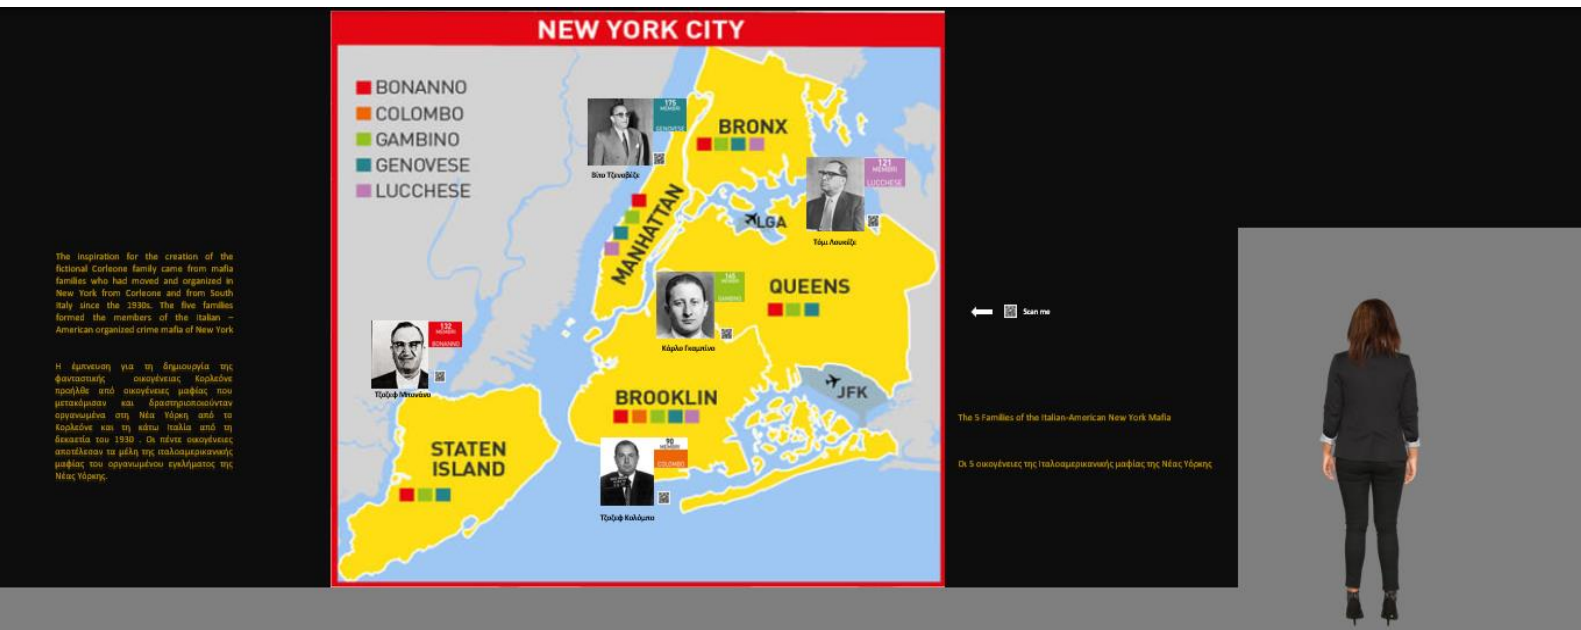 The inspiration for the creation of the
fictional Corleone family came from mafia
families who had moved and organized in
New York from Corleone and from South
Italy since the 1930s. The five families
formed the members of the Italian –
American organized crime mafia of New York
Η έμπνευση για τη δημιουργία της
φανταστικής οικογένειας Κορλεόνε
προήλθε από οικογένειες μαφίας που
μετακόμισαν και δραστηριοποιούνταν
οργανωμένα στη Νέα Υόρκη από το
Κορλεόνε και τη κάτω Ιταλία από τη
δεκαετία του 1930 . Οι πέντε οικογένειες
αποτέλεσαν τα μέλη της ιταλοαμερικανικής
μαφίας του οργανωμένου εγκλήματος της
Νέας Υόρκης.
NEW YORK CITY
BONANNO
COLOMBO
GAMBINO
GENOVESE
LUCCHESE
175
MEMBRI
GENOVESE
Βίτο Τζενοβέζε
BRONX
121
MEMBRI
LUCCHESE
Τόμι Λουκέζε
MANHATTAN
LGA
QUEENS
MEMBRI
GAMBINO
Κάρλο Γκαμπίνο
132
MEMBRI
BONANNO
Τζοζεφ Μπονάνο
BROOKLIN
JFK
STATEN
ISLAND
90
MEMBRI
COLOMBO
Τζοζεφ Κολόμπο
Scan me
The 5 Families of the Italian-American New York Mafia
Οι 5 οικογένειες της Ιταλοαμερικανικής μαφίας της Νέας Υόρκης